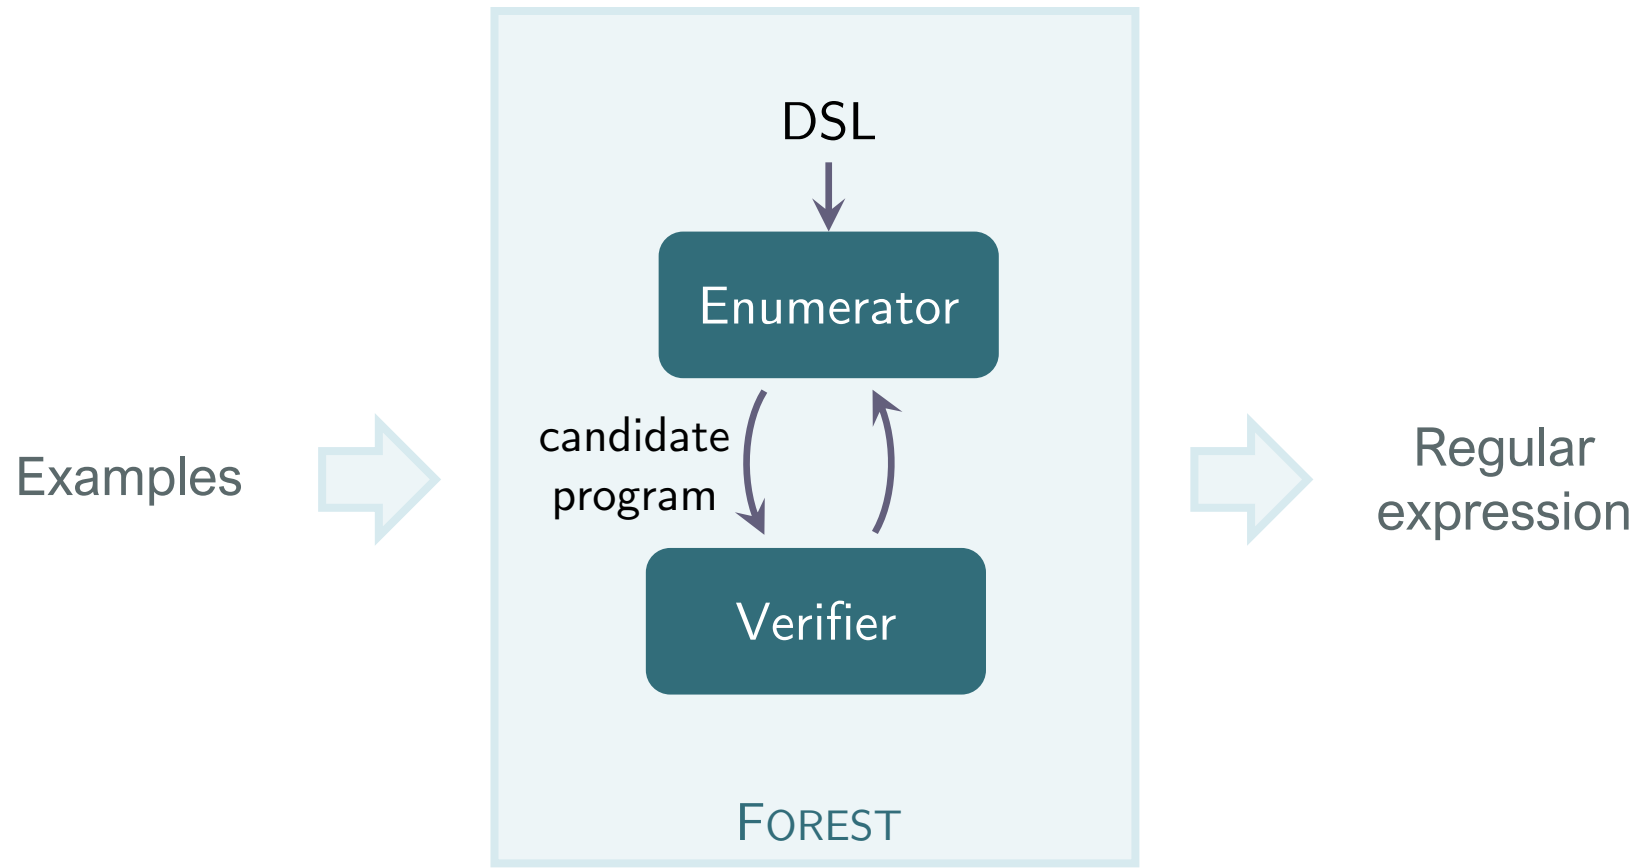 DSL
Enumerator
candidate
program
Examples
Regular
expression
Verifier
FOREST